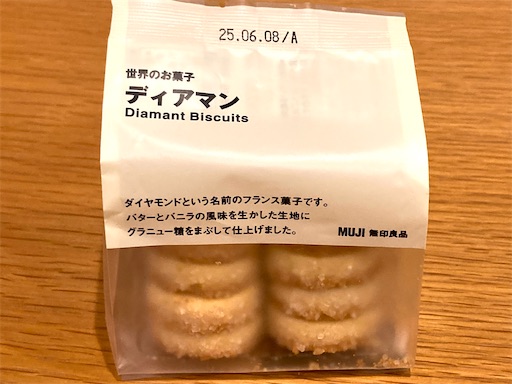 25.06.08/A
世界のお菓子
ディアマン
Diamant Biscuits
ダイヤモンドという名前のフランス菓子です。
バターとバニラの風味を生かした生地に
グラニュー糖をまぶして仕上げました。
MUJI 無印良品